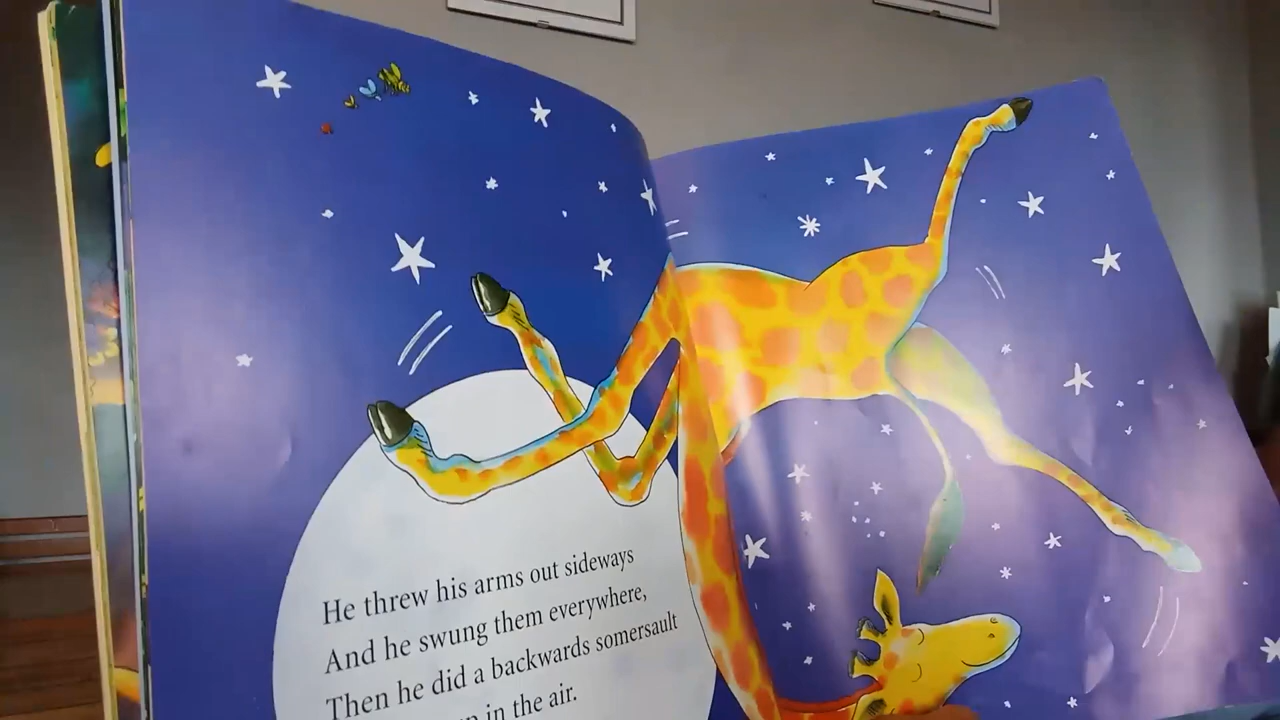 He threw his arms out sideways
And he swung them everywhere,
Then he did a backwards somersault
in the air.